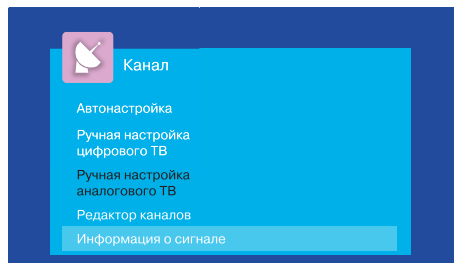 Канал
Автонастройка
Ручная настройка
цифрового ТВ
Ручная настройка
аналогового ТВ
Редактор каналов
Информация о сигнале